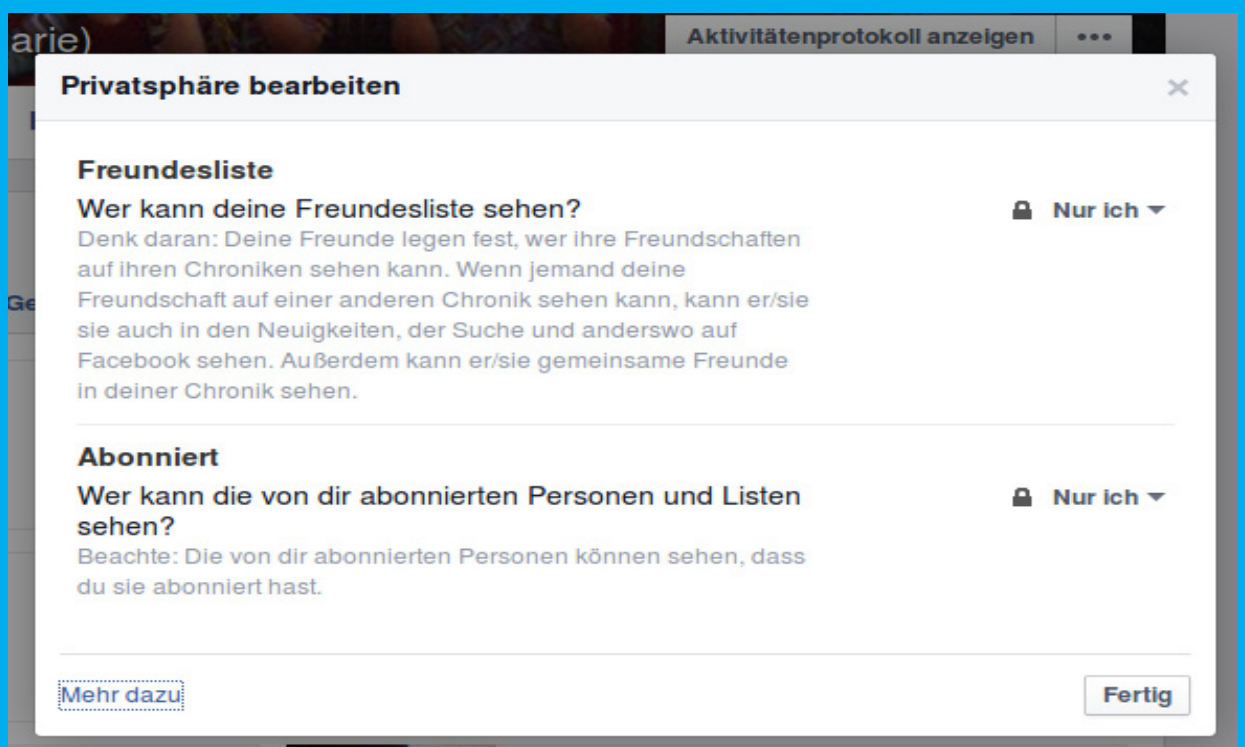 arie)
Aktivitätenprotokoll anzeigen
Privatsphäre bearbeiten
Freundesliste
Wer kann deine Freundesliste sehen?
Nur ich
Denk daran: Deine Freunde legen fest, wer ihre Freundschaften
auf ihren Chroniken sehen kann. Wenn jemand deine
Freundschaft auf einer anderen Chronik sehen kann, kann er/sie
sie auch in den Neuigkeiten, der Suche und anderswo auf
Facebook sehen. Außerdem kann er/sie gemeinsame Freunde
in deiner Chronik sehen.
Ge
Abonniert
Wer kann die von dir abonnierten Personen und Listen
sehen?
Nur ich
Beachte: Die von dir abonnierten Personen können sehen, dass
du sie abonniert hast.
Mehr dazu
Fertig